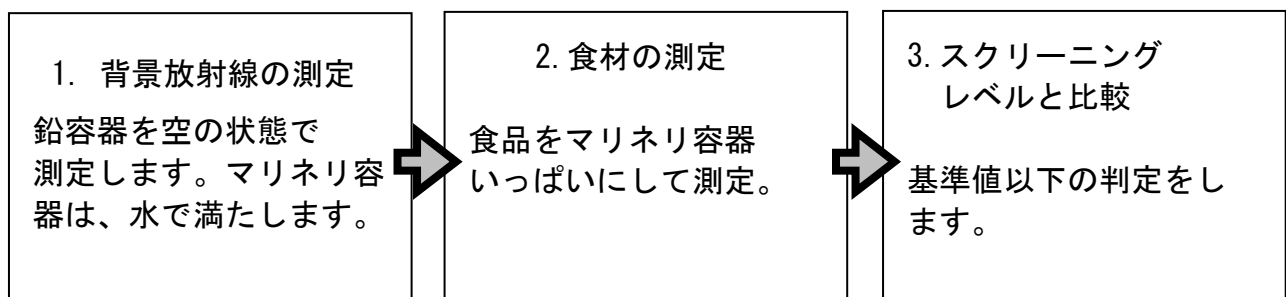 1. 背景放射線の測定
鉛容器を空の状態で
測定します。マリネリ容
器は、水で満たします。
2. 食材の測定
食品をマリネリ容器
いっぱいにして測定。
3. スクリーニング
レベルと比較
基準値以下の判定をし
ます。